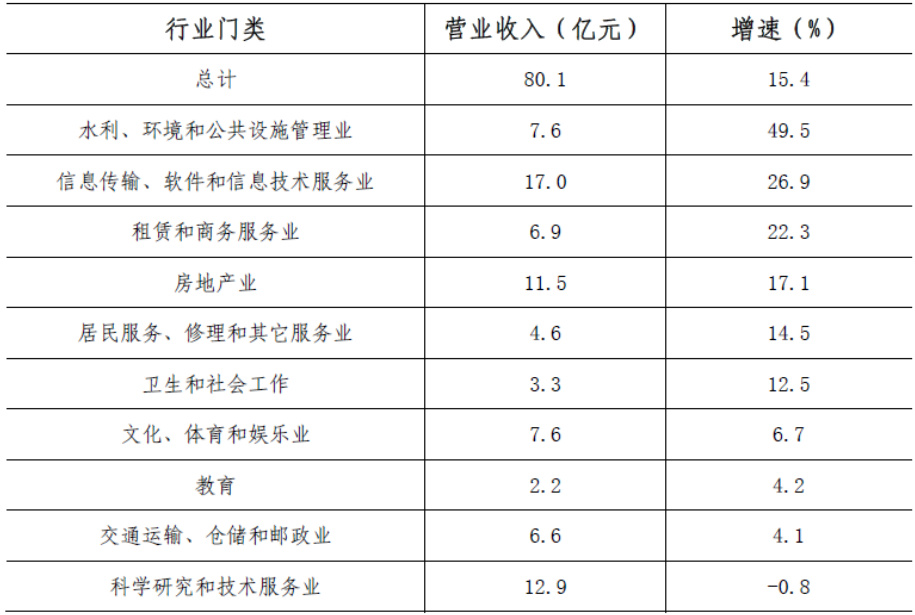 行业门类 营业收入（亿元） 增速（%）
总计 80.1 15.4
水利、环境和公共设施管理业 7.6 49.5
信息传输、软件和信息技术服务业 17.0 26.9
租赁和商务服务业 6.9 22.3
房地产业 11.5 17.1
居民服务、修理和其它服务业 4.6 14.5
卫生和社会工作 3.3 12.5
文化、体育和娱乐业 7.6 6.7
教育 2.2 4.2
交通运输、仓储和邮政业 6.6 4.1
科学研究和技术服务业 12.9 -0.8